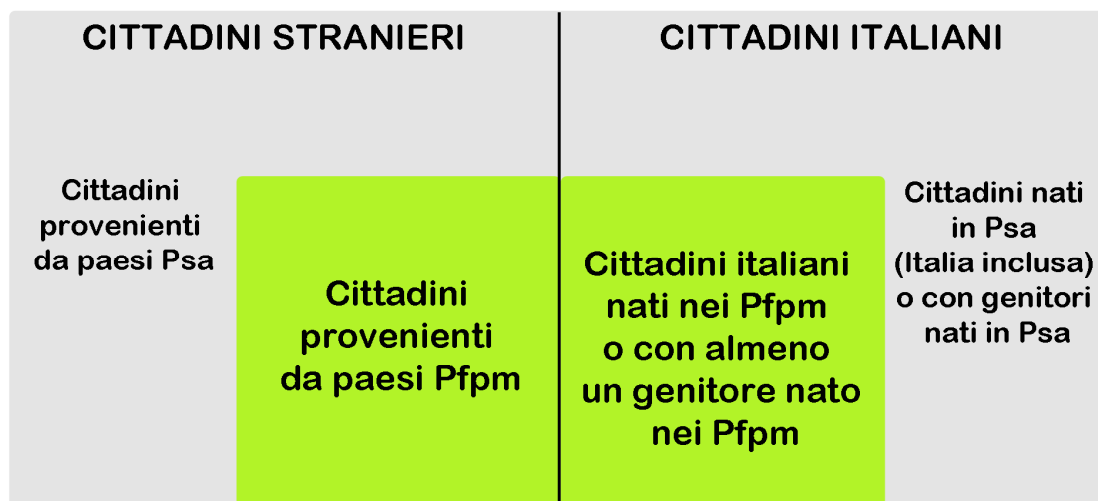 CITTADINI STRANIERI
CITTADINI ITALIANI
Cittadini
provenienti
da paesi Psa
Cittadini
provenienti
da paesi Pfpm
Cittadini italiani
nati nei Pfpm
o con almeno
un genitore nato
nei Pfpm
Cittadini nati
in Psa
(Italia inclusa)
o con genitori
nati in Psa